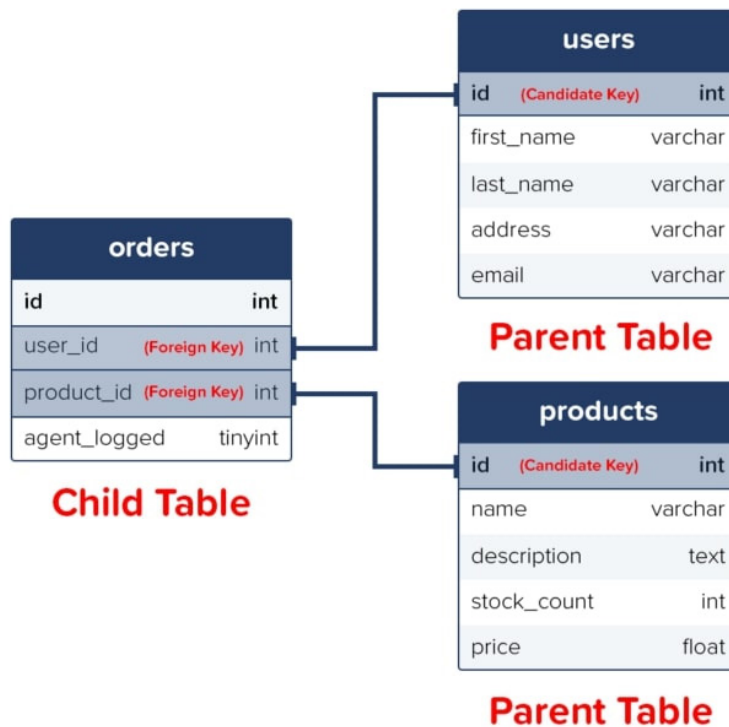 orders
id int
user_id (Foreign Key) int
product_id (Foreign Key) int
agent_logged tinyint
Child Table
users
id (Candidate Key) int
first_name varchar
last_name varchar
address varchar
email varchar
Parent Table
products
id (Candidate Key) int
name varchar
description text
stock_count int
price float
Parent Table